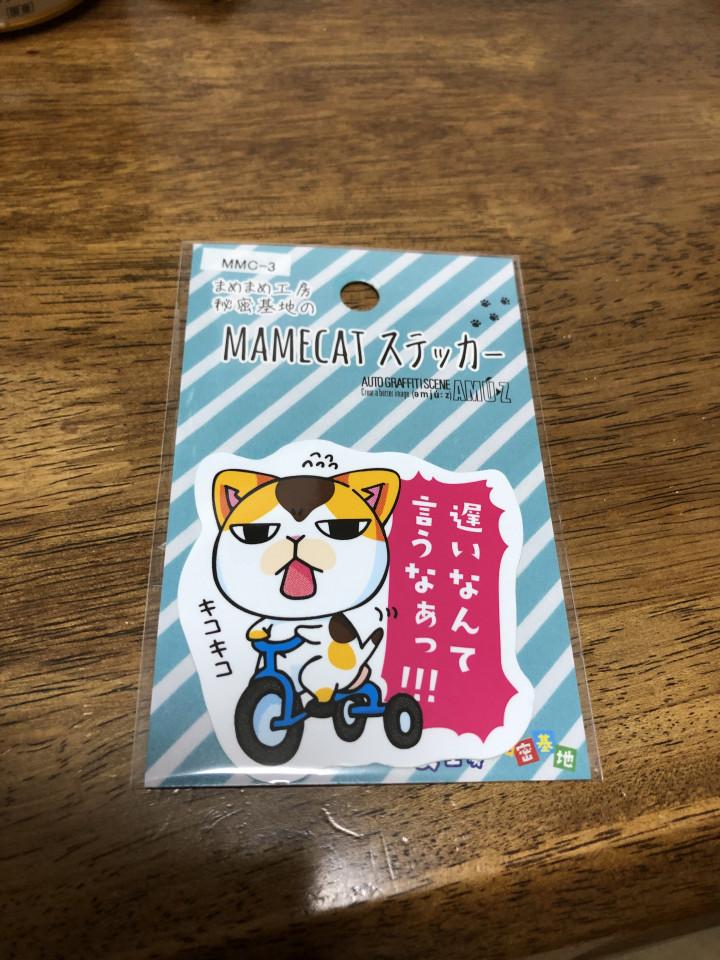 MMC-3
まめまめ工房
秘密基地の
MAMECAT ステッカー
AUTO GRAFFITI SCENE
AMÚZ
遅いなんて
言うなぁっ!!!
キコキコ
密基地